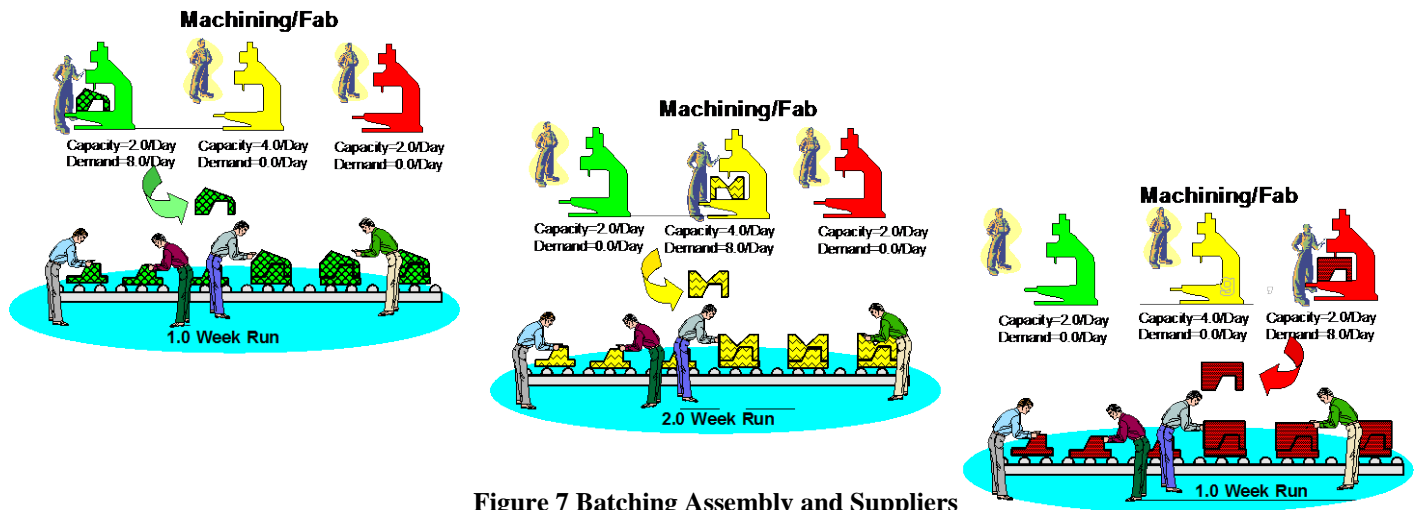 Machining/Fab
Capacity=2.0/Day Capacity=4.0/Day Capacity=2.0/Day
Demand=8.0/Day Demand=0.0/Day Demand=0.0/Day
1.0 Week Run
Machining/Fab
Capacity=2.0/Day Capacity=4.0/Day Capacity=2.0/Day
Demand=0.0/Day Demand=8.0/Day Demand=0.0/Day
2.0 Week Run
Machining/Fab
Capacity=2.0/Day Capacity=4.0/Day Capacity=2.0/Day
Demand=0.0/Day Demand=0.0/Day Demand=8.0/Day
1.0 Week Run
Figure 7 Batching Assembly and Suppliers